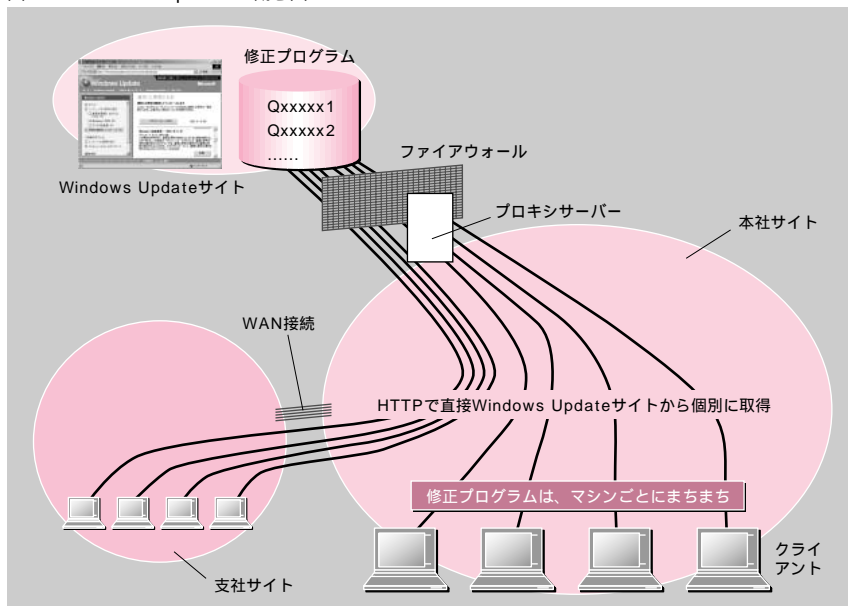 修正プログラム
Windows Update
Qxxxxx1
Qxxxxx2
……
Windows Updateサイト
ファイアウォール
プロキシサーバー
本社サイト
WAN接続
HTTPで直接Windows Updateサイトから個別に取得
修正プログラムは、マシンごとにまちまち
クライ
アント
支社サイト